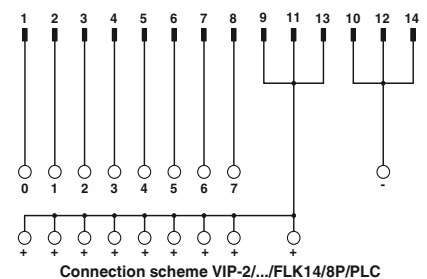 1 2 3 4 5 6 7 8 9 11 13 10 12 14
0 1 2 3 4 5 6 7 -
+ + + + + + + + +
Connection scheme VIP-2/.../FLK14/8P/PLC